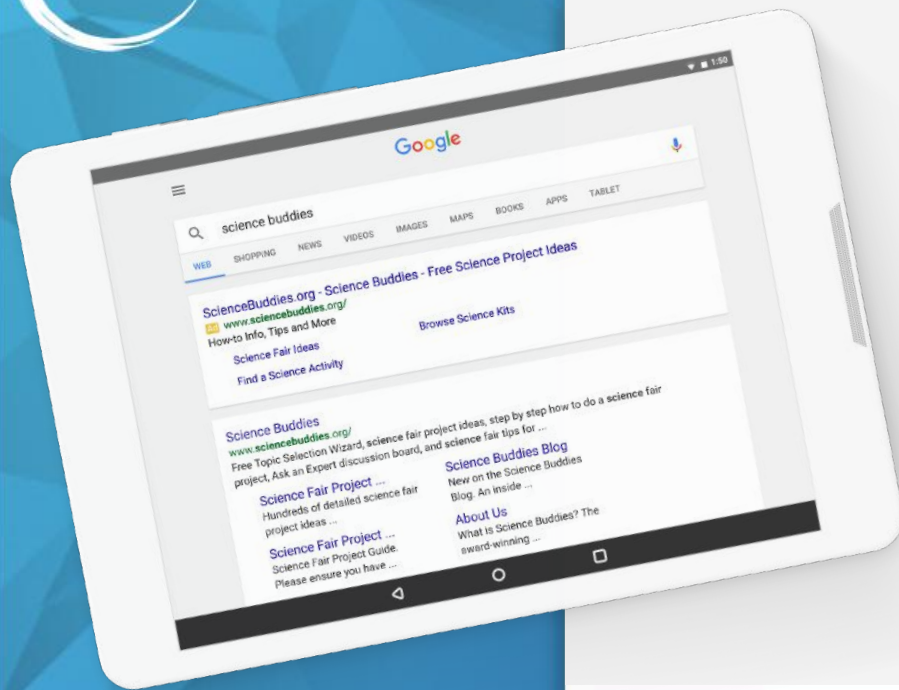 1:50
Google
science buddies
WEB SHOPPING NEWS VIDEOS IMAGES MAPS BOOKS APPS TABLET
ScienceBuddies.org - Science Buddies - Free Science Project Ideas
Ad www.sciencebuddies.org/
How-to Info, Tips and More
Science Fair Ideas
Browse Science Kits
Find a Science Activity
Science Buddies
www.sciencebuddies.org/
Free Topic Selection Wizard, science fair project ideas, step by step how to do a science fair
project, Ask an Expert discussion board, and science fair tips for ...
Science Fair Project ...
Hundreds of detailed science fair
project ideas ...
Science Fair Project ...
Science Fair Project Guide.
Please ensure you have ...
Science Buddies Blog
New on the Science Buddies
Blog. An inside ...
About Us
What is Science Buddies? The
award-winning ...